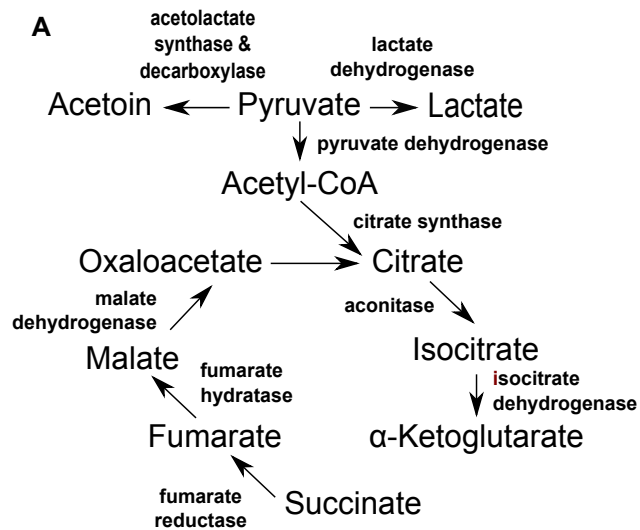 A
acetolactate
synthase &
decarboxylase
lactate
dehydrogenase
Acetoin
Pyruvate
Lactate
pyruvate dehydrogenase
Acetyl-CoA
citrate synthase
Oxaloacetate
Citrate
malate
dehydrogenase
aconitase
Malate
Isocitrate
fumarate
hydratase
isocitrate
dehydrogenase
Fumarate
α-Ketoglutarate
fumarate
reductase
Succinate